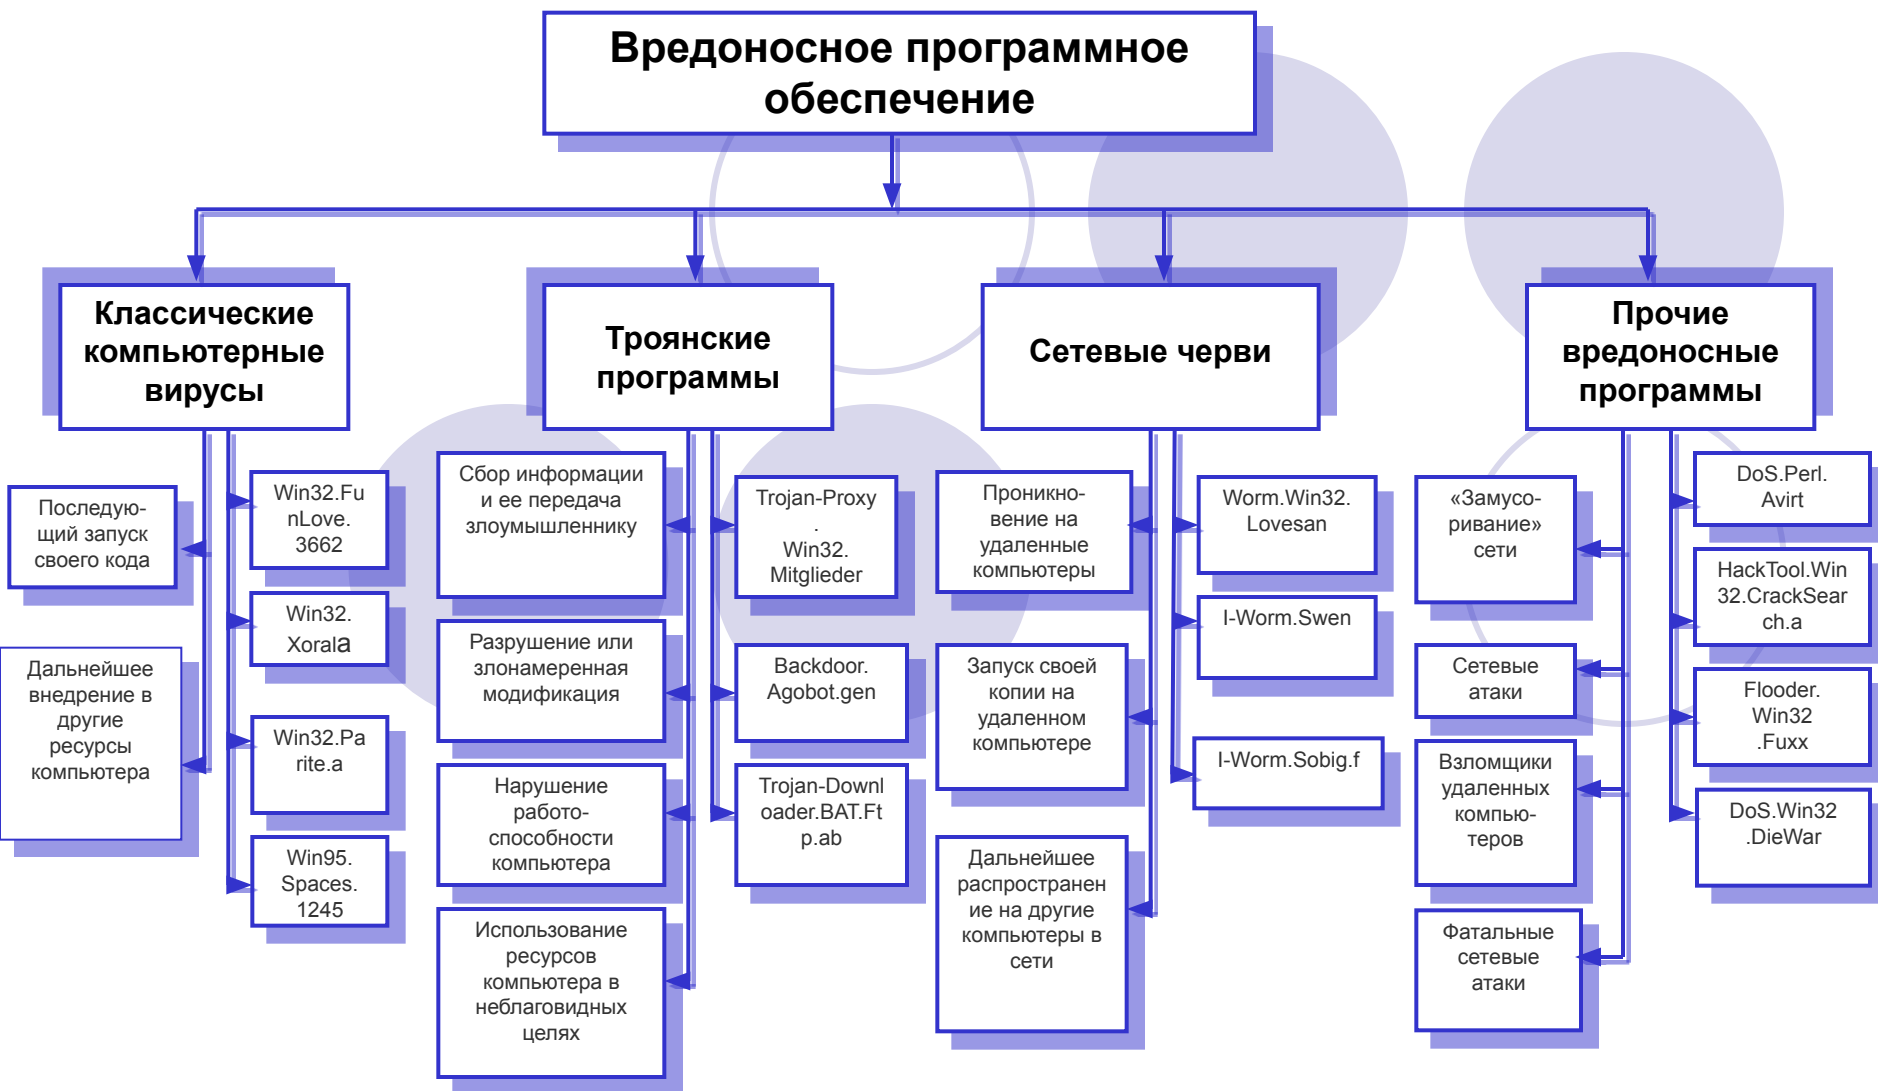 Вредоносное программное
обеспечение
Классические
компьютерные
вирусы
Троянские
программы
Сетевые черви
Прочие
вредоносные
программы
Последую-
щий запуск
своего кода
Дальнейшее
внедрение в
другие
ресурсы
компьютера
Win32.Fu
nLove.
3662
Win32.
Xorala
Win32.Pa
rite.a
Win95.
Spaces.
1245
Сбор информации
и ее передача
злоумышленнику
Разрушение или
злонамеренная
модификация
Нарушение
работо-
способности
компьютера
Использование
ресурсов
компьютера в
неблаговидных
целях
Trojan-Proxy
.
Win32.
Mitglieder
Backdoor.
Agobot.gen
Trojan-Downl
oader.BAT.Ft
p.ab
Проникно-
вение на
удаленные
компьютеры
Запуск своей
копии на
удаленном
компьютере
Дальнейшее
распространен
ие на другие
компьютеры в
сети
Worm.Win32.
Lovesan
I-Worm.Swen
I-Worm.Sobig.f
«Замусо-
ривание»
сети
Сетевые
атаки
Взломщики
удаленных
компью-
теров
Фатальные
сетевые
атаки
DoS.Perl.
Avirt
HackTool.Win
32.CrackSear
ch.a
Flooder.
Win32
.Fuxx
DoS.Win32
.DieWar